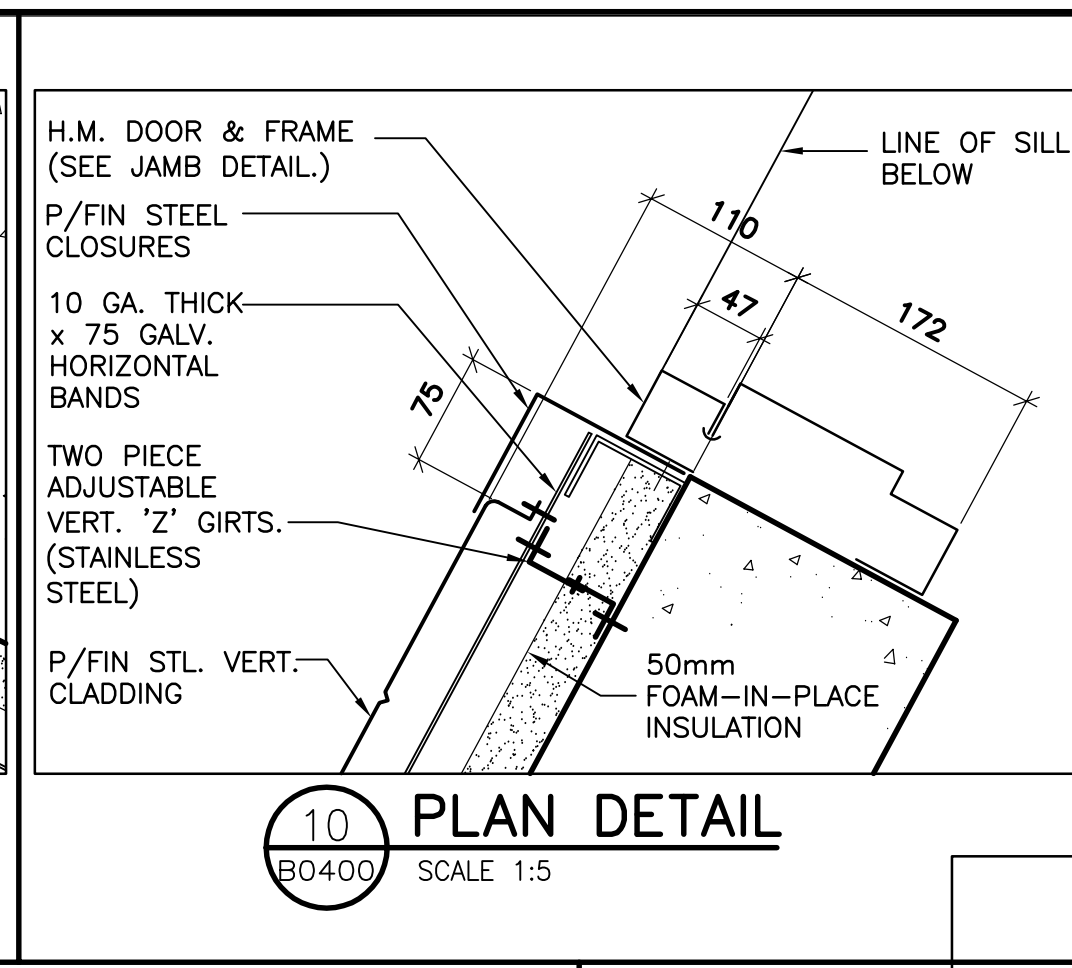 H.M. DOOR & FRAME
(SEE JAMB DETAIL.)
P/FIN STEEL
CLOSURES
10 GA. THICK
x 75 GALV.
HORIZONTAL
BANDS
TWO PIECE
ADJUSTABLE
VERT. 'Z' GIRTS.
(STAINLESS
STEEL)
P/FIN STL. VERT.
CLADDING
LINE OF SILL
BELOW
110
47
172
75
50mm
FOAM-IN-PLACE
INSULATION
10
B0400
PLAN DETAIL
SCALE 1:5